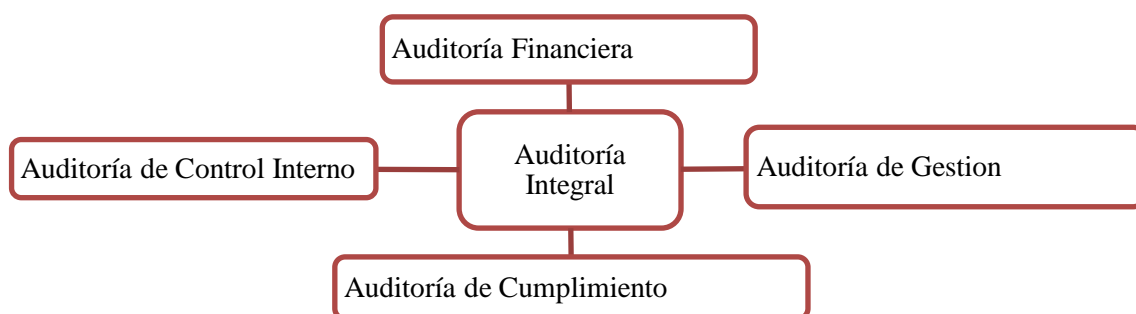 Auditoría Financiera
Auditoría de Control Interno
Auditoría
Integral
Auditoría de Gestion
Auditoría de Cumplimiento